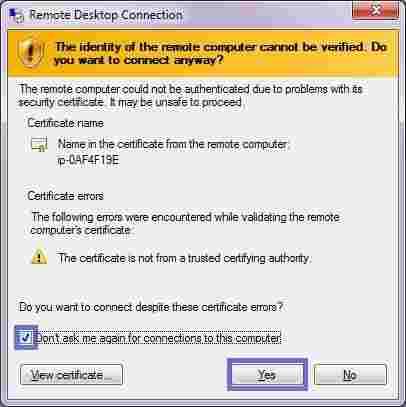 Remote Desktop Connection
The identity of the remote computer cannot be verified. Do
you want to connect anyway?
The remote computer could not be authenticated due to problems with its
security certificate. It may be unsafe to proceed.
Certificate name
Name in the certificate from the remote computer:
ip-0AF4F19E
Certificate errors
The following errors were encountered while validating the remote
computer's certificate:
The certificate is not from a trusted certifying authority.
Do you want to connect despite these certificate errors?
Don't ask me again for connections to this computer
View certificate... Yes No